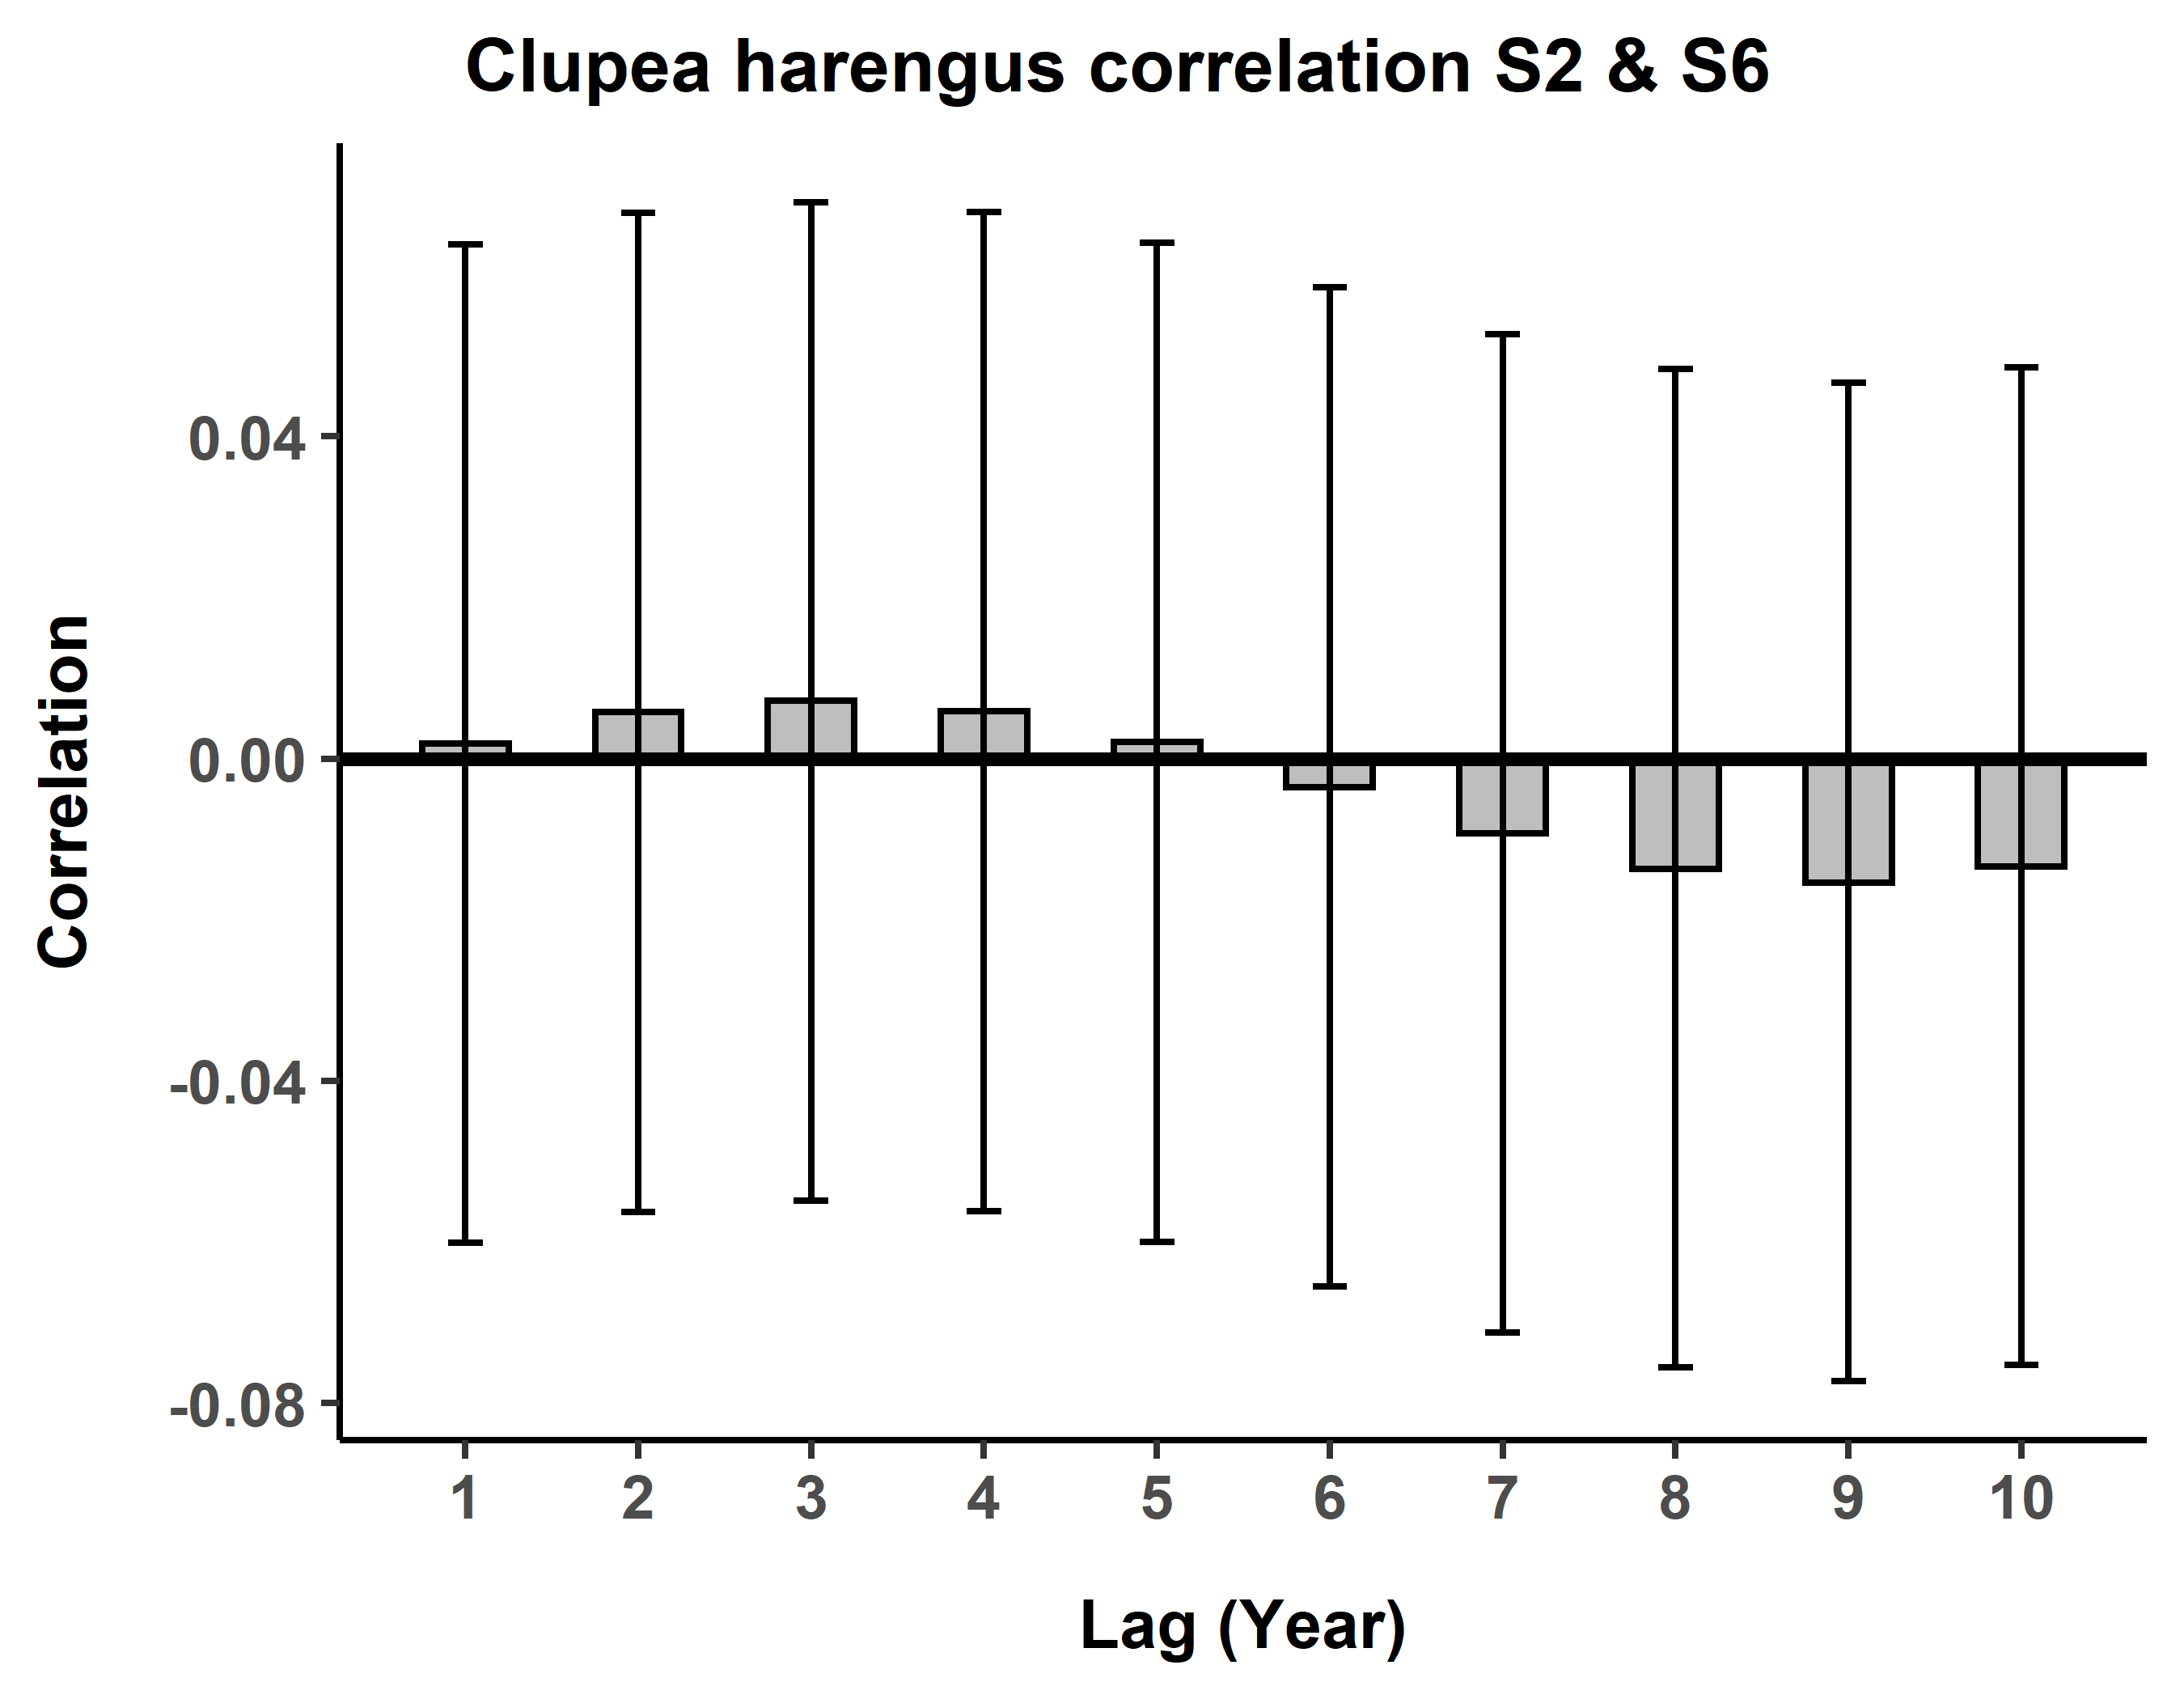 Clupea harengus correlation S2 & S6
Correlation
0.04
0.00
-0.04
-0.08
1 2 3 4 5 6 7 8 9 10
Lag (Year)